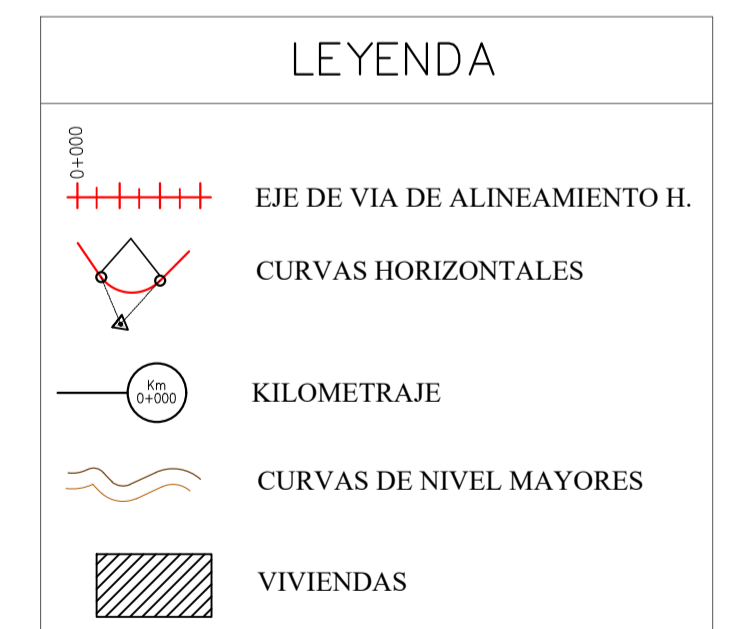 LEYENDA
0+000
EJE DE VIA DE ALINEAMIENTO H.
CURVAS HORIZONTALES
Km
0+000
KILOMETRAJE
CURVAS DE NIVEL MAYORES
VIVIENDAS